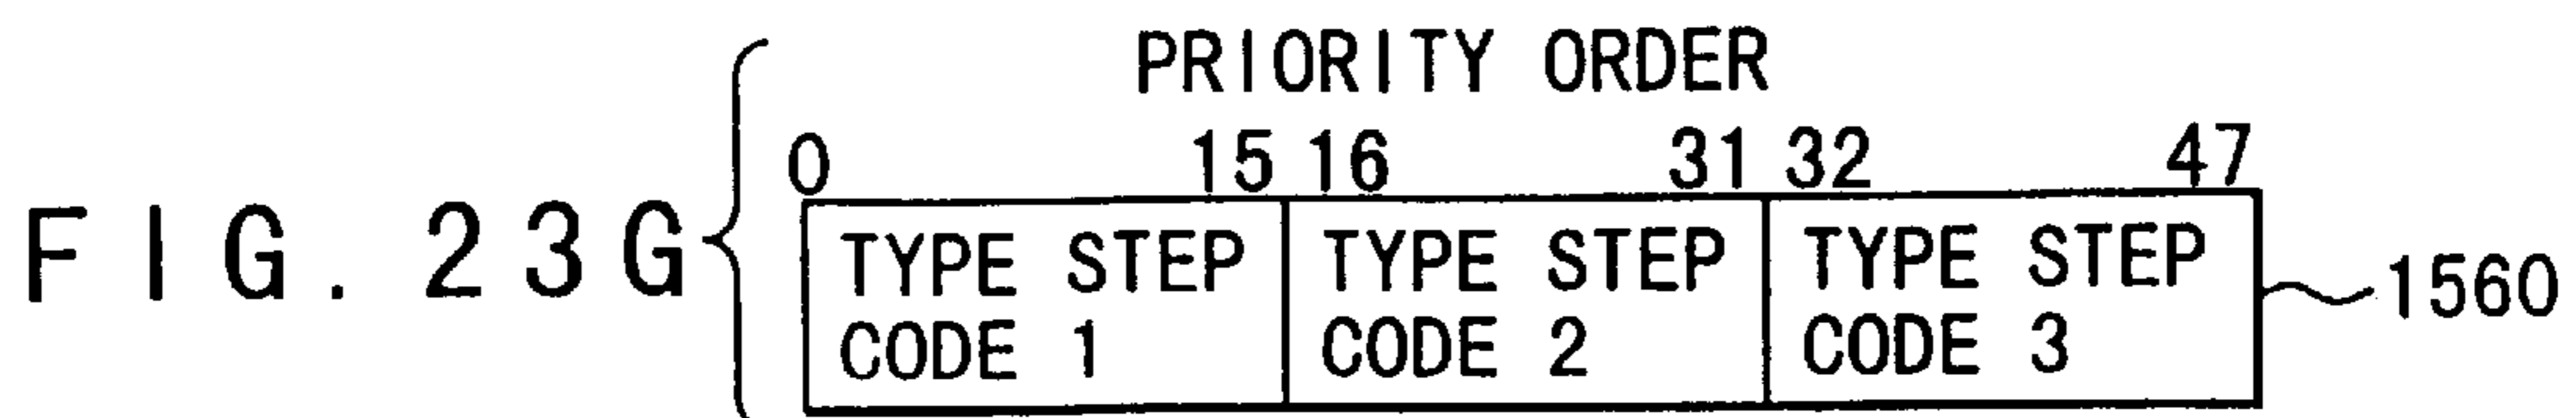 PRIORITY ORDER
0 15 16 31 32 47
FIG. 23G
TYPE STEP TYPE STEP TYPE STEP
CODE 1 CODE 2 CODE 3
1560